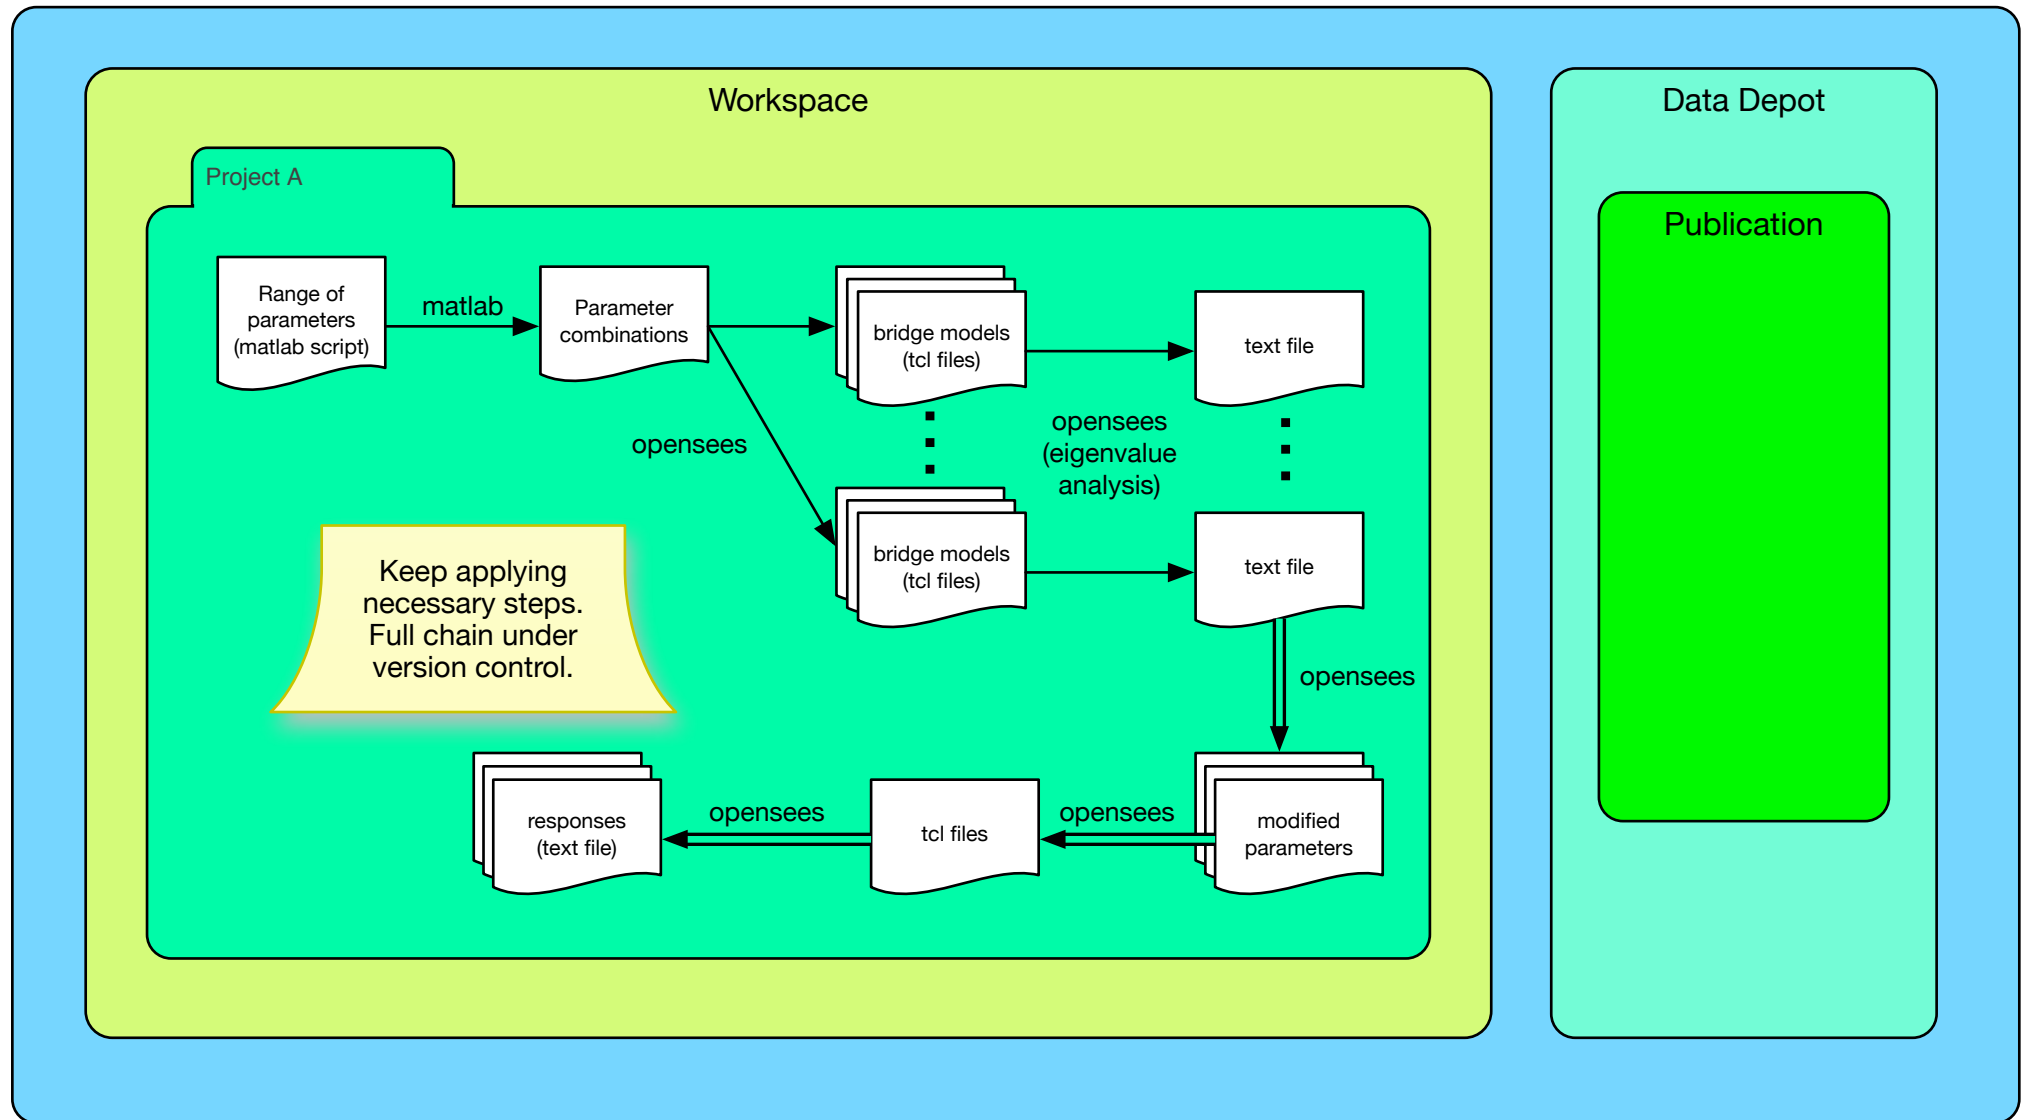 Workspace
Data Depot
Project A
Publication
Range of
parameters
(matlab script)
matlab
Parameter
combinations
bridge models
(tcl files)
text file
opensees
opensees
(eigenvalue
analysis)
bridge models
(tcl files)
text file
Keep applying
necessary steps.
Full chain under
version control.
opensees
responses
(text file)
opensees
tcl files
opensees
modified
parameters